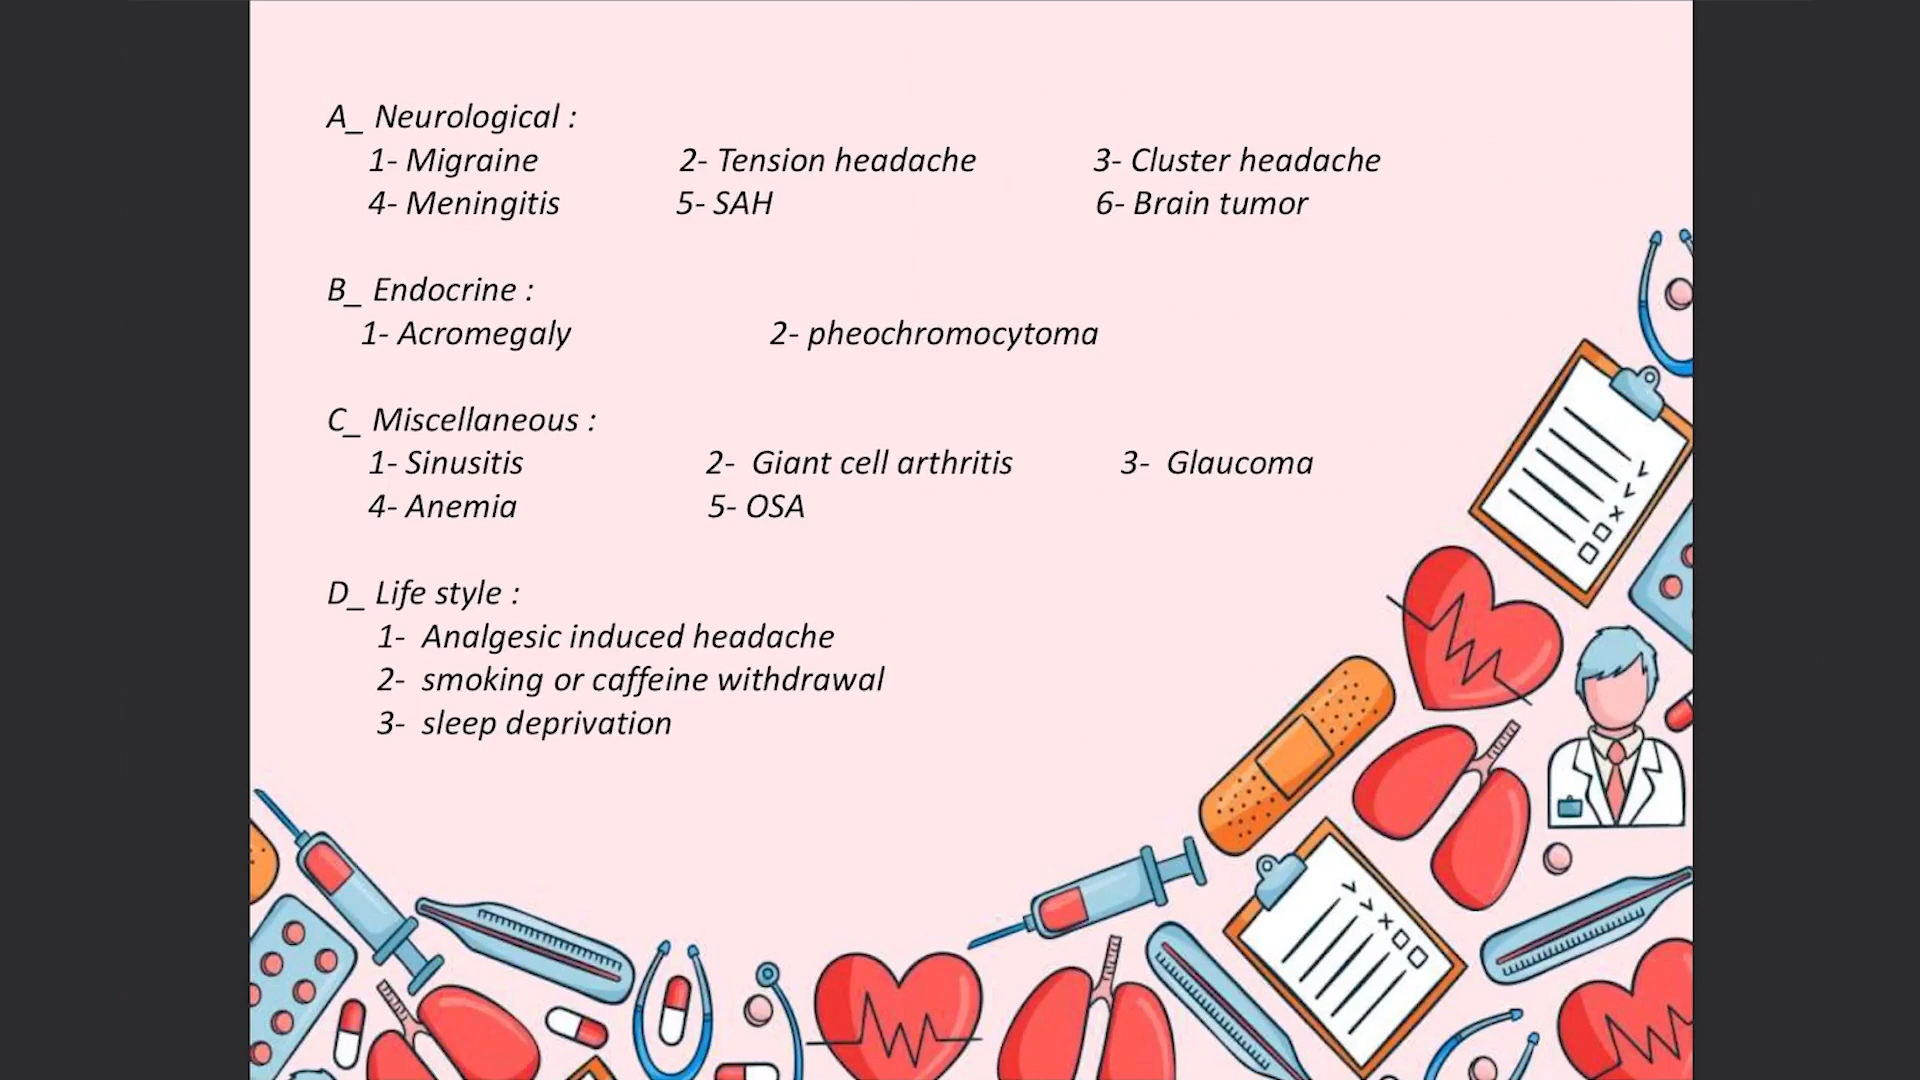 A_ Neurological :
1- Migraine 2- Tension headache 3- Cluster headache
4- Meningitis 5- SAH 6- Brain tumor
B_ Endocrine :
1- Acromegaly 2- pheochromocytoma
C_ Miscellaneous :
1- Sinusitis 2- Giant cell arthritis 3- Glaucoma
4- Anemia 5- OSA
D_ Life style :
1- Analgesic induced headache
2- smoking or caffeine withdrawal
3- sleep deprivation